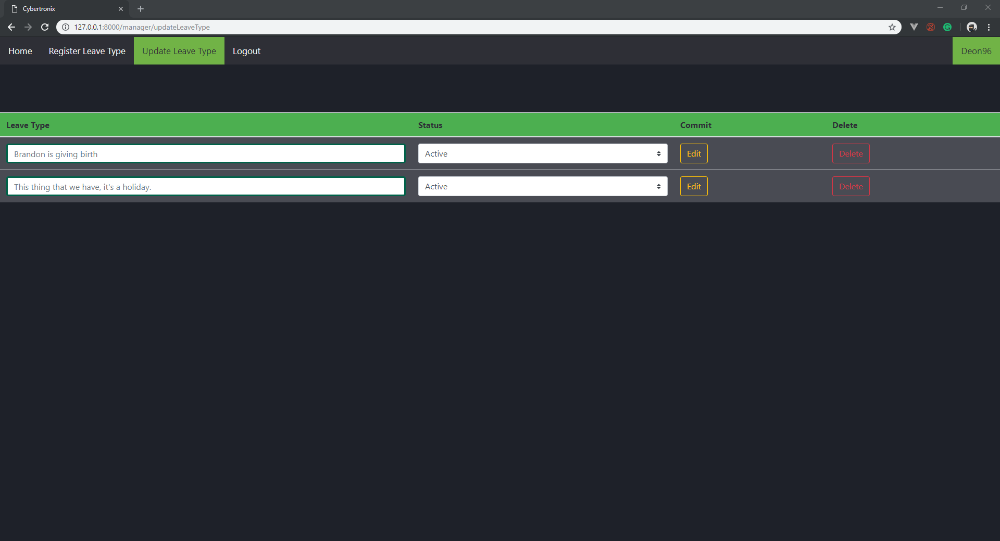 Cybertronix
127.0.0.1:8000/manager/updateLeaveType
Home Register Leave Type Update Leave Type Logout Deon96
Leave Type Status Commit Delete
Brandon is giving birth Active Edit Delete
This thing that we have, it's a holiday. Active Edit Delete